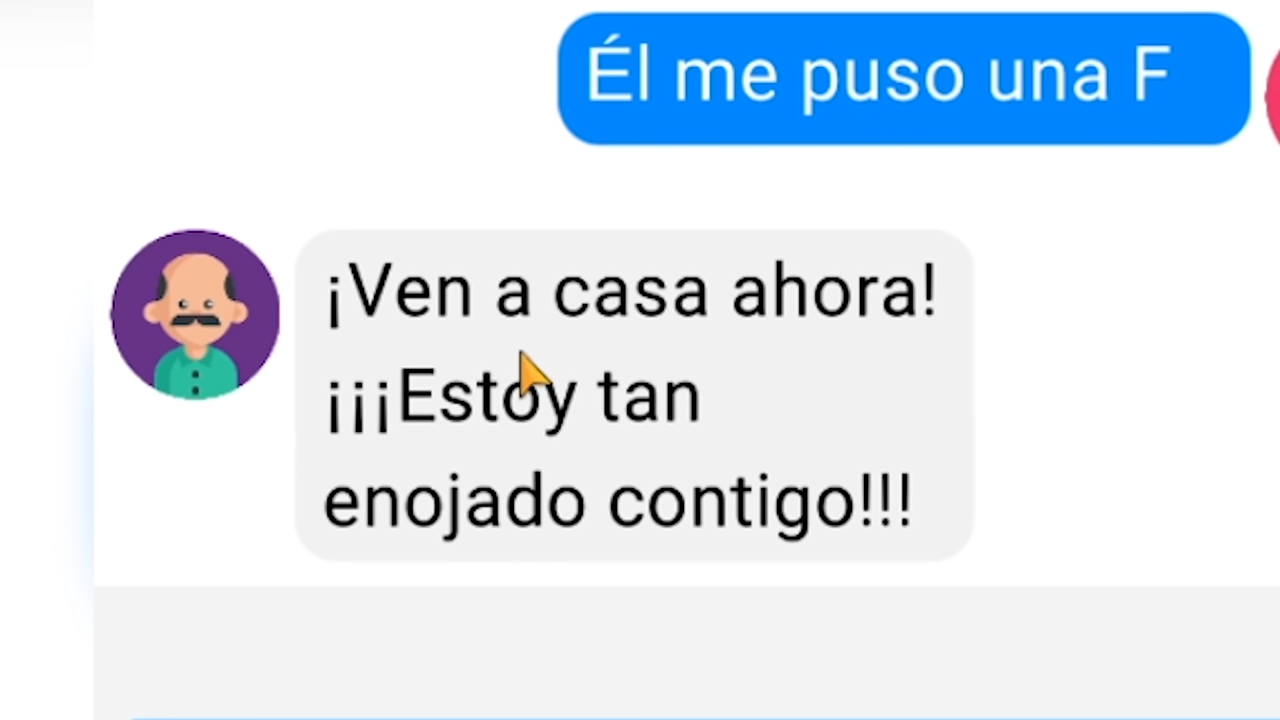 Él me puso una F
¡Ven a casa ahora!
¡¡¡Estoy tan
enojado contigo!!!